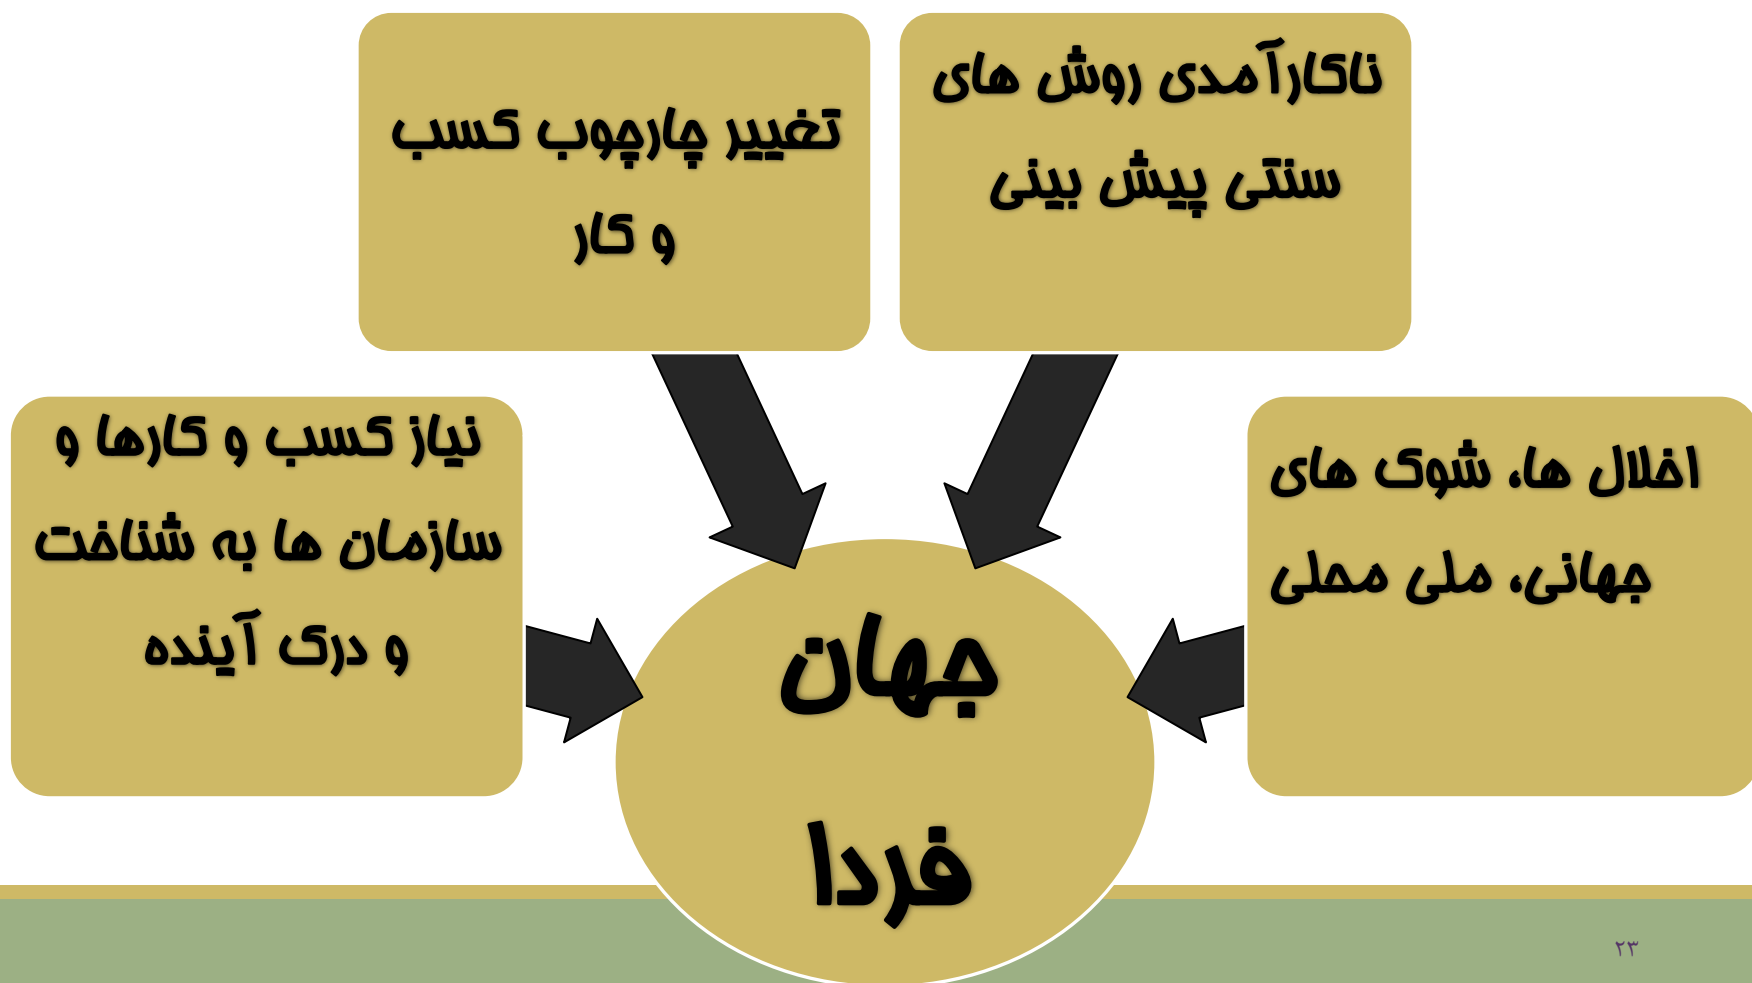 ناکارآمدی روش های
سنتی پیش بینی
تغییر چارچوب کسب
و کار
اخلال ها، شوک های
جهانی، ملی محلی
نیاز کسب و کارها و
سازمان ها به شناخت
و درک آینده
جهان
فردا
۲۳